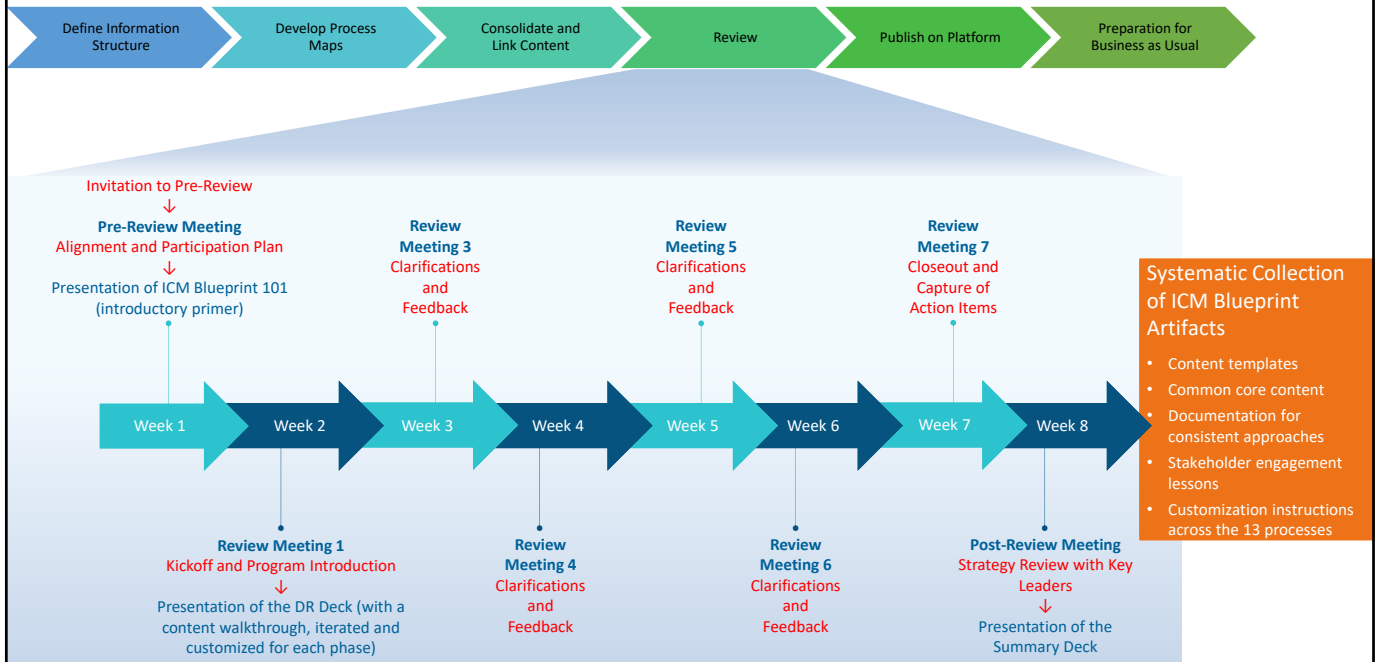 Define Information
Structure
Develop Process
Maps
Consolidate and
Link Content
Review
Publish on Platform
Preparation for
Business as Usual
Invitation to Pre-Review
↓
Pre-Review Meeting
Alignment and Participation Plan
↓
Presentation of ICM Blueprint 101
(introductory primer)
Review
Meeting 3
Clarifications
and
Feedback
Review
Meeting 5
Clarifications
and
Feedback
Review
Meeting 7
Closeout and
Capture of
Action Items
Week 1
Week 2
Week 3
Week 4
Week 5
Week 6
Week 7
Week 8
Review Meeting 1
Kickoff and Program Introduction
↓
Presentation of the DR Deck (with a
content walkthrough, iterated and
customized for each phase)
Review
Meeting 4
Clarifications
and
Feedback
Review
Meeting 6
Clarifications
and
Feedback
Post-Review Meeting
Strategy Review with Key
Leaders
↓
Presentation of the
Summary Deck
Systematic Collection
of ICM Blueprint
Artifacts
• Content templates
• Common core content
• Documentation for
consistent approaches
• Stakeholder engagement
lessons
• Customization instructions
across the 13 processes